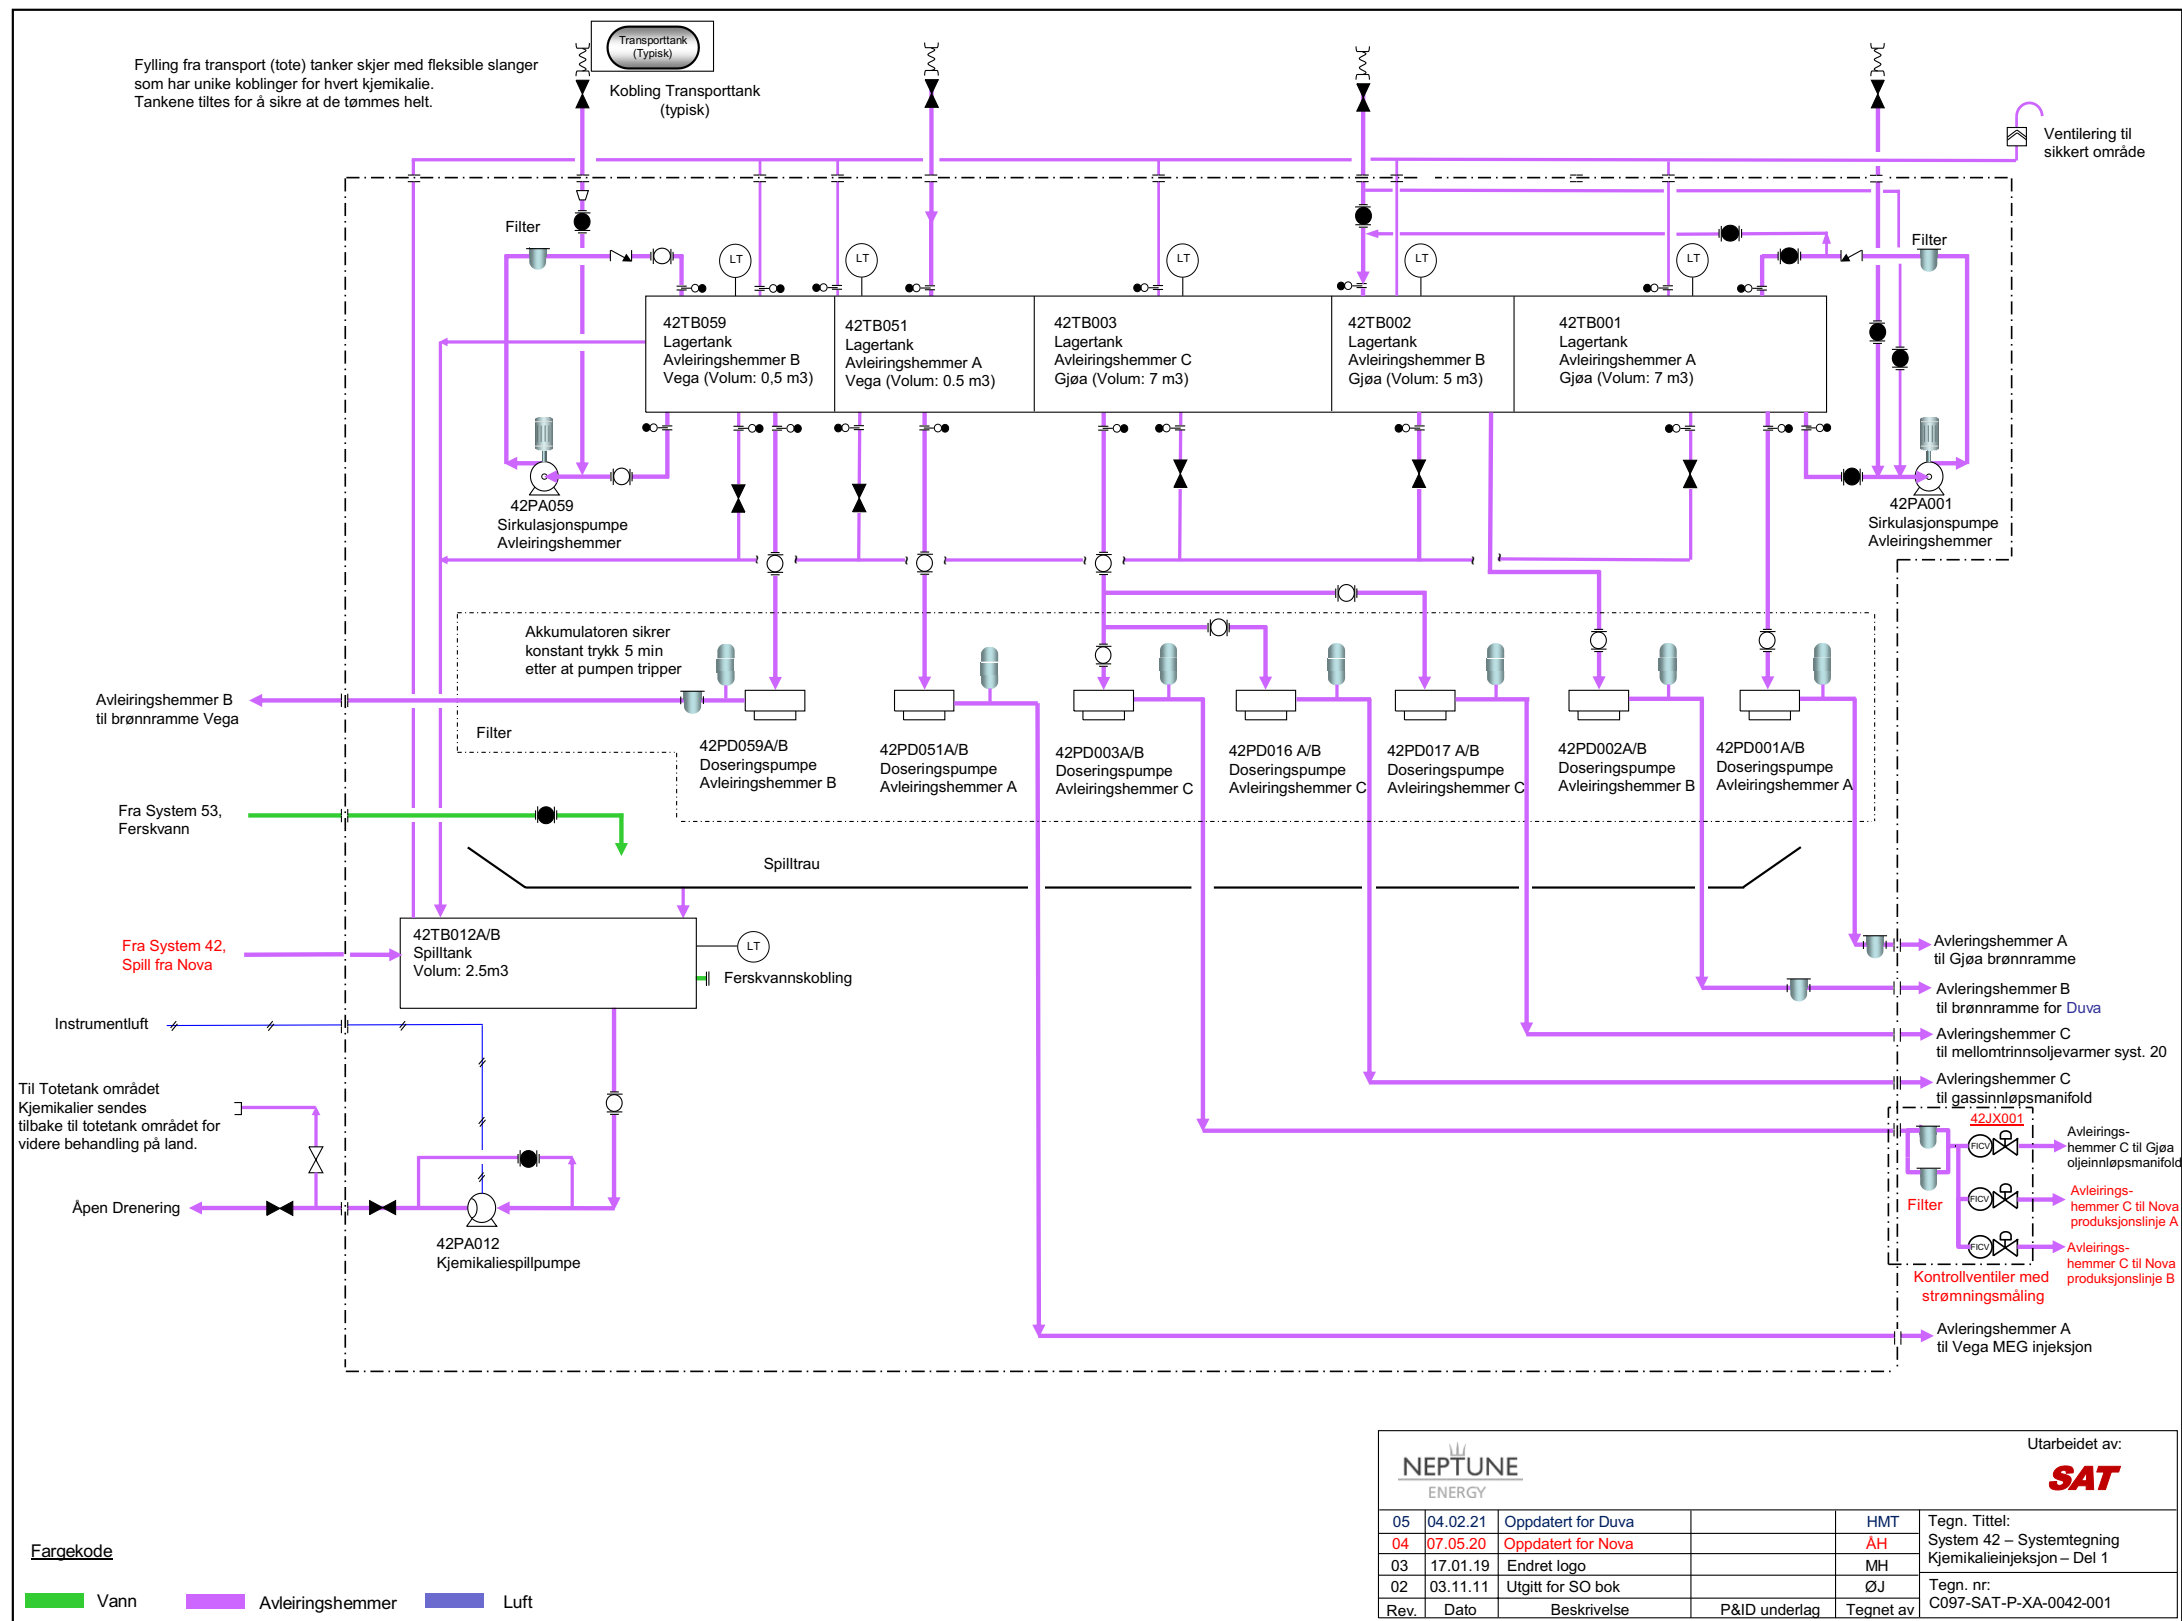 Fylling fra transport (tote) tanker skjer med fleksible slanger
som har unike koblinger for hvert kjemikalie.
Tankene tiltes for å sikre at de tømmes helt.
Transporttank
(Typisk)
Kobling Transporttank
(typisk)
Ventilering til
sikkert område
Filter
Filter
LT
LT
LT
LT
LT
42TB059
Lagertank
Avleiringshemmer B
Vega (Volum: 0,5 m3)
42TB051
Lagertank
Avleiringshemmer A
Vega (Volum: 0.5 m3)
42TB003
Lagertank
Avleiringshemmer C
Gjøa (Volum: 7 m3)
42TB002
Lagertank
Avleiringshemmer B
Gjøa (Volum: 5 m3)
42TB001
Lagertank
Avleiringshemmer A
Gjøa (Volum: 7 m3)
42PA059
Sirkulasjonspumpe
Avleiringshemmer
42PA001
Sirkulasjonspumpe
Avleiringshemmer
Akkumulatoren sikrer
konstant trykk 5 min
etter at pumpen tripper
Avleiringshemmer B
til brønnramme Vega
Filter
42PD059A/B
Doseringspumpe
Avleiringshemmer B
42PD051A/B
Doseringspumpe
Avleiringshemmer A
42PD003A/B
Doseringspumpe
Avleiringshemmer C
42PD016 A/B
Doseringspumpe
Avleiringshemmer C
42PD017 A/B
Doseringspumpe
Avleiringshemmer C
42PD002A/B
Doseringspumpe
Avleiringshemmer B
42PD001A/B
Doseringspumpe
Avleiringshemmer A
Fra System 53,
Ferskvann
Spilltrau
Fra System 42,
Spill fra Nova
42TB012A/B
Spilltank
Volum: 2.5m3
LT
Ferskvannskobling
Instrumentluft
Til Totetank området
Kjemikalier sendes
tilbake til totetank området for
videre behandling på land.
Åpen Drenering
42PA012
Kjemikaliespillpumpe
Avleringshemmer A
til Gjøa brønnramme
Avleringshemmer B
til brønnramme for Duva
Avleringshemmer C
til mellomtrinnsoljevarmer syst. 20
Avleringshemmer C
til gassinnløpsmanifold
42JX001
FICV
FICV
FICV
Filter
Avleirings-
hemmer C til Gjøa
oljeinnløpsmanifold
Avleirings-
hemmer C til Nova
produksjonslinje A
Avleirings-
hemmer C til Nova
produksjonslinje B
Kontrollventiler med
strømningsmåling
Avleringshemmer A
til Vega MEG injeksjon
NEPTUNE
ENERGY
Utarbeidet av:
SAT
05 04.02.21 Oppdatert for Duva HMT
04 07.05.20 Oppdatert for Nova ÅH
03 17.01.19 Endret logo MH
02 03.11.11 Utgitt for SO bok ØJ
Rev. Dato Beskrivelse P&ID underlag Tegnet av
Tegn. Tittel:
System 42 – Systemtegning
Kjemikalieinjeksjon – Del 1
Tegn. nr:
C097-SAT-P-XA-0042-001
Fargekode
Vann Avleiringshemmer Luft